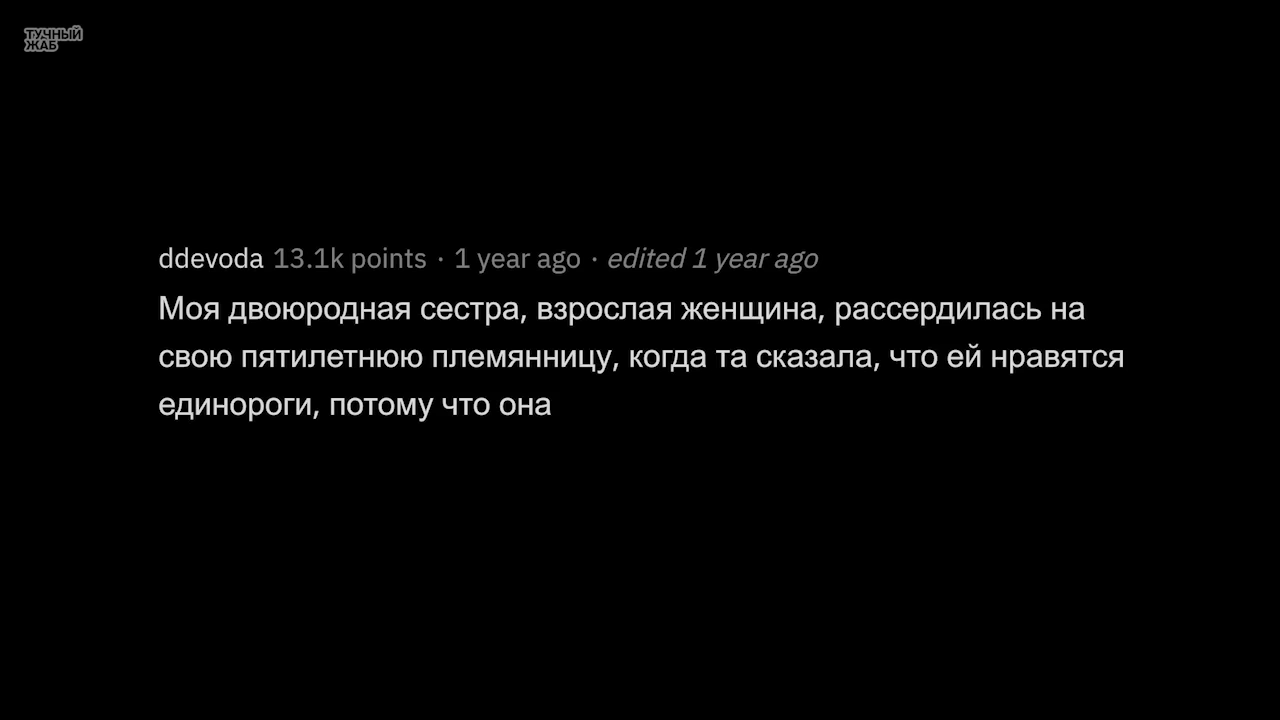 ТУЧНЫЙ
ЖАБ
ddevoda 13.1k points · 1 year ago · edited 1 year ago
Моя двоюродная сестра, взрослая женщина, рассердилась на
свою пятилетнюю племянницу, когда та сказала, что ей нравятся
единороги, потому что она